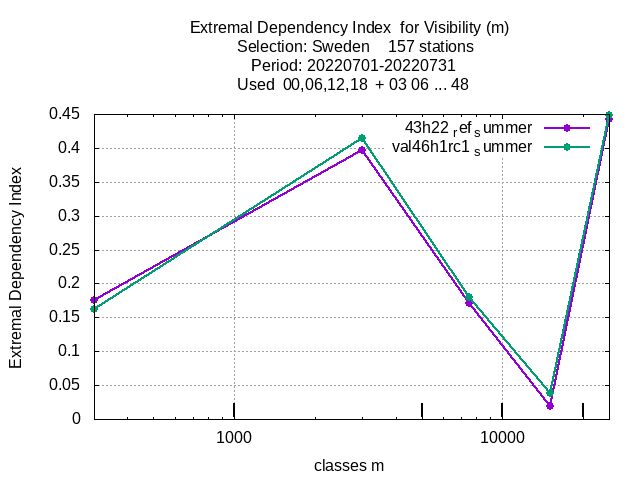 Extremal Dependency Index  for Visibility (m)
Selection: Sweden    157 stations
Period: 20220701-20220731
Used  00,06,12,18  + 03 06 ... 48
43h22 ref summer
val46h1rc1 summer
0.45
0.4
0.35
0.3
0.25
0.2
0.15
0.1
0.05
0
Extremal Dependency Index
1000 10000
classes m